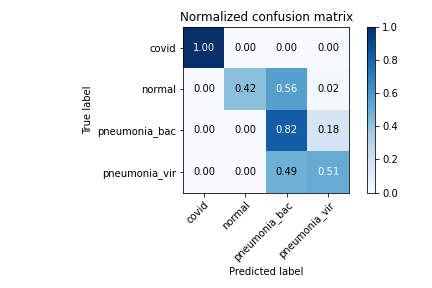 Normalized confusion matrix
True label
covid 1.00 0.00 0.00 0.00
normal 0.00 0.42 0.56 0.02
pneumonia_bac 0.00 0.00 0.82 0.18
pneumonia_vir 0.00 0.00 0.49 0.51
covid normal pneumonia_bac pneumonia_vir
Predicted label
1.0
0.8
0.6
0.4
0.2
0.0